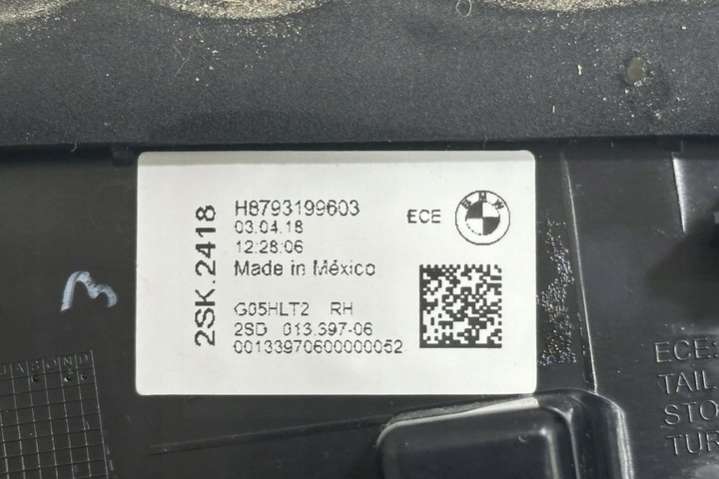 2SK.2418
H8793199603
03.04.18
12:28:06
Made in México
ECE
BMW
G05HLT2 RH
2SD 013.397-06
00133970600000052
JASOND
ECE
TAIL
STO
TUR